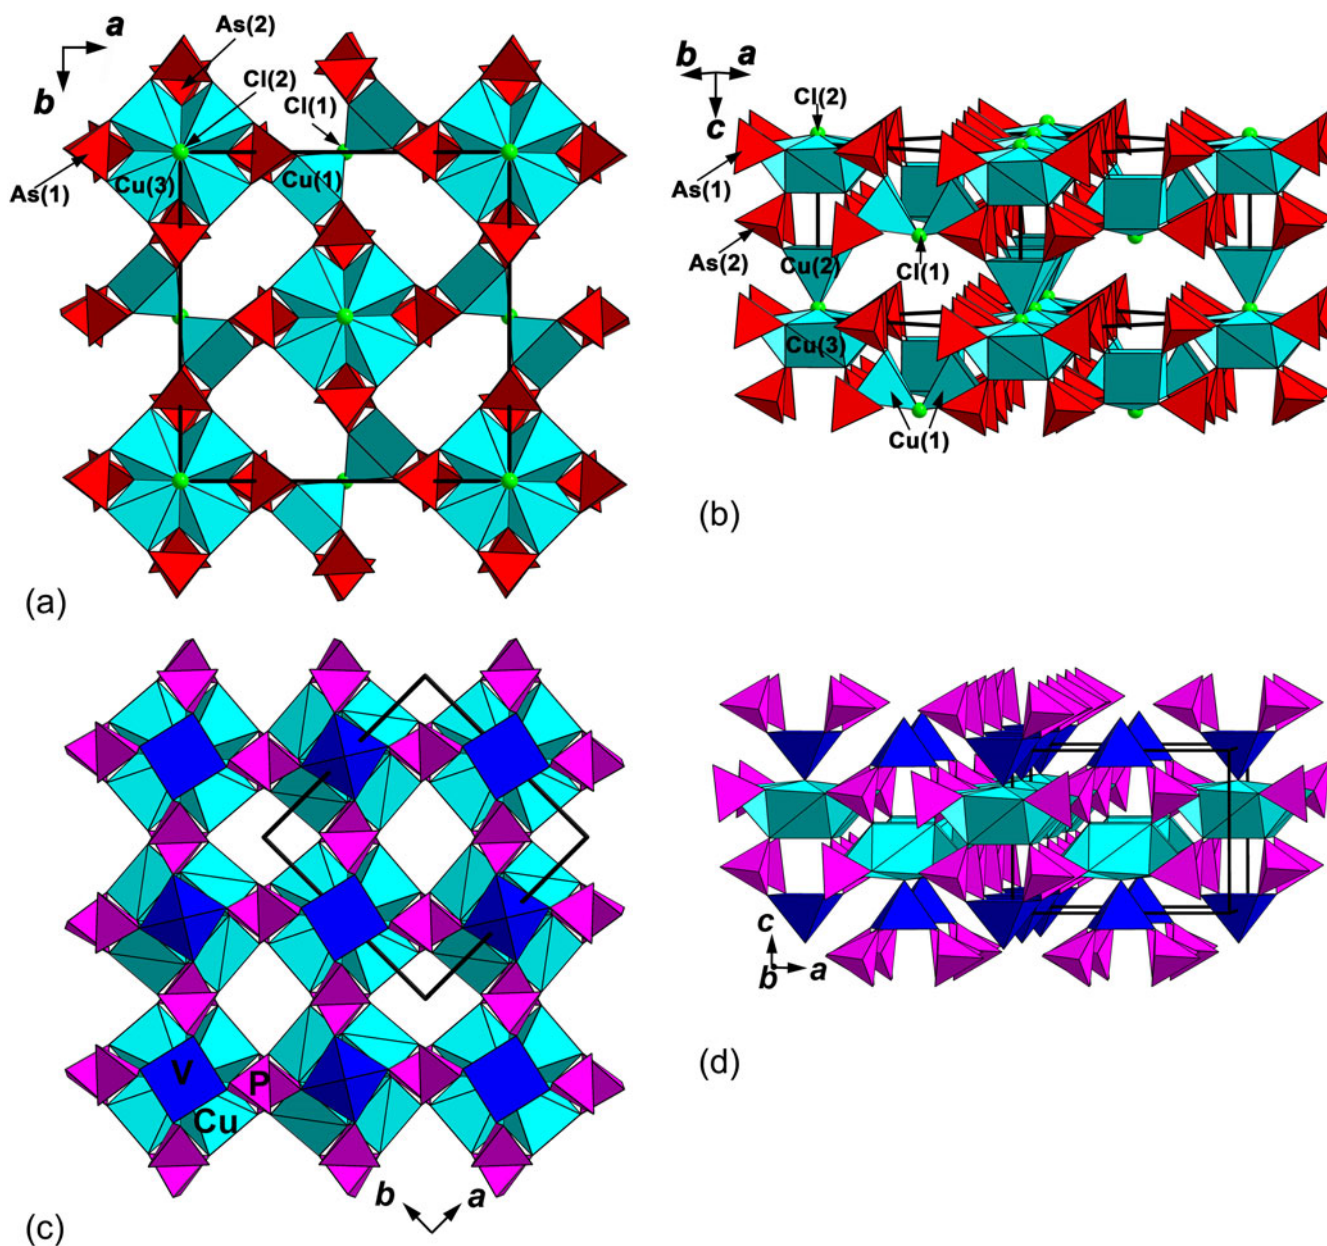 a
b
As(2)
Cl(2)
Cl(1)
As(1)
Cu(3)
Cu(1)
(a)
b a
c
Cl(2)
As(1)
As(2)
Cu(2)
Cl(1)
Cu(3)
Cu(1)
(b)
V
P
Cu
b a
(c)
c
b a
(d)